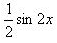 1/2 sin 2x